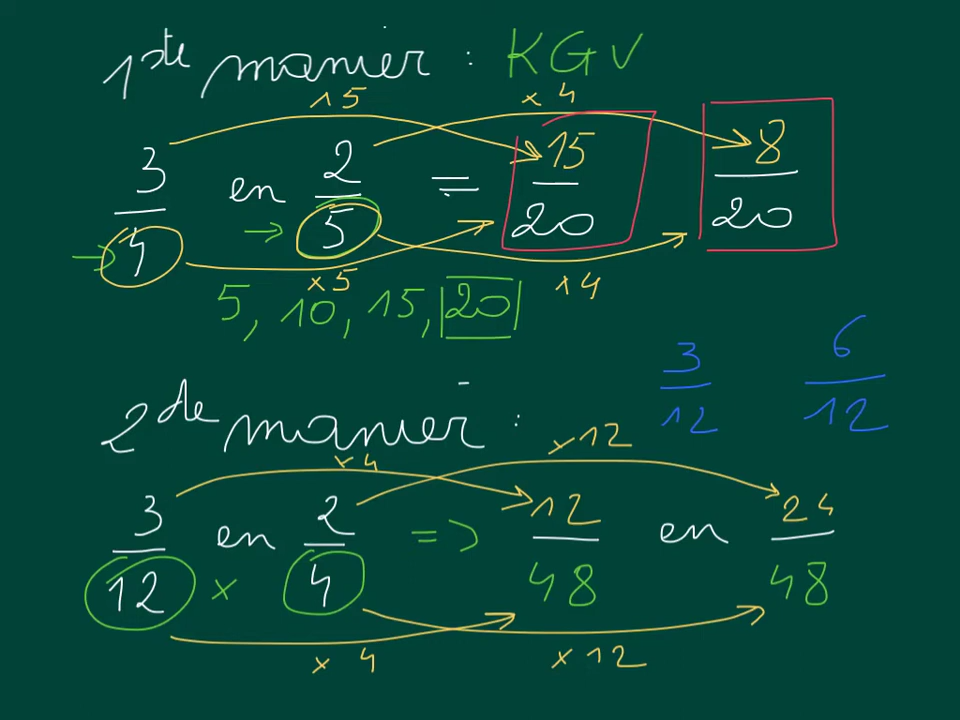 1ste manier : KGV
×5 ×4
3/4 en 2/5 = 15/20 8/20
×5 ×4
5, 10, 15, |20|
3/12 6/12
2de manier :
×4 ×12
3/12 en 2/4 => 12/48 en 24/48
×
×4 ×12